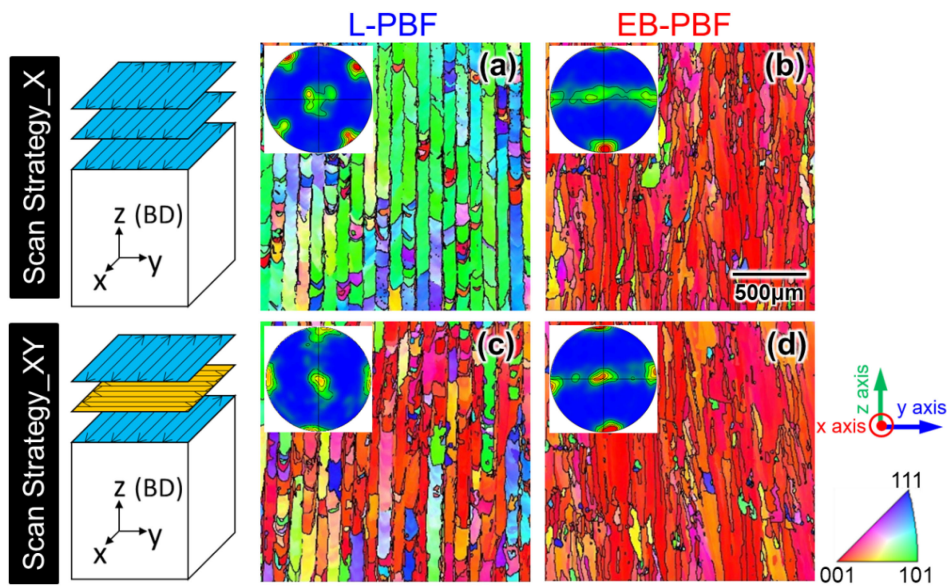 L-PBF
EB-PBF
Scan Strategy_X
z (BD)
x
y
(a)
(b)
500μm
Scan Strategy_XY
z (BD)
x
y
(c)
(d)
z axis
y axis
x axis
111
001
101